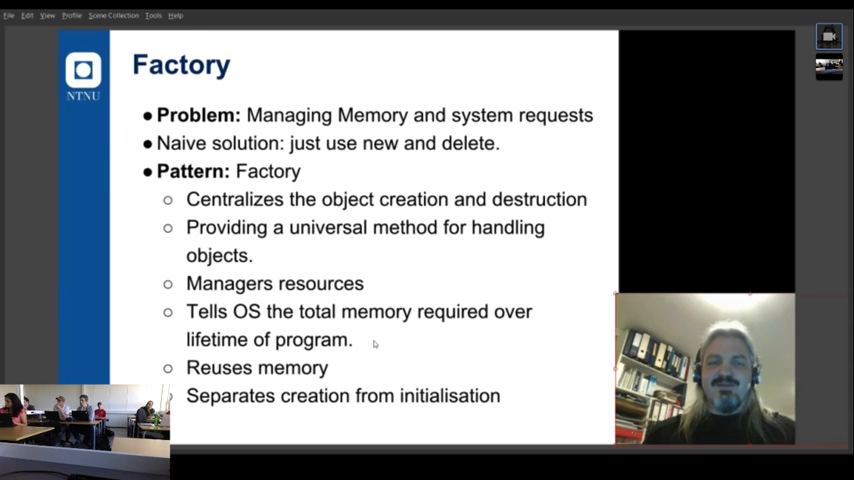 File Edit View Profile Scene Collection Tools Help
Factory
NTNU
● Problem: Managing Memory and system requests
● Naive solution: just use new and delete.
● Pattern: Factory
○ Centralizes the object creation and destruction
○ Providing a universal method for handling
objects.
○ Managers resources
○ Tells OS the total memory required over
lifetime of program.
○ Reuses memory
Separates creation from initialisation